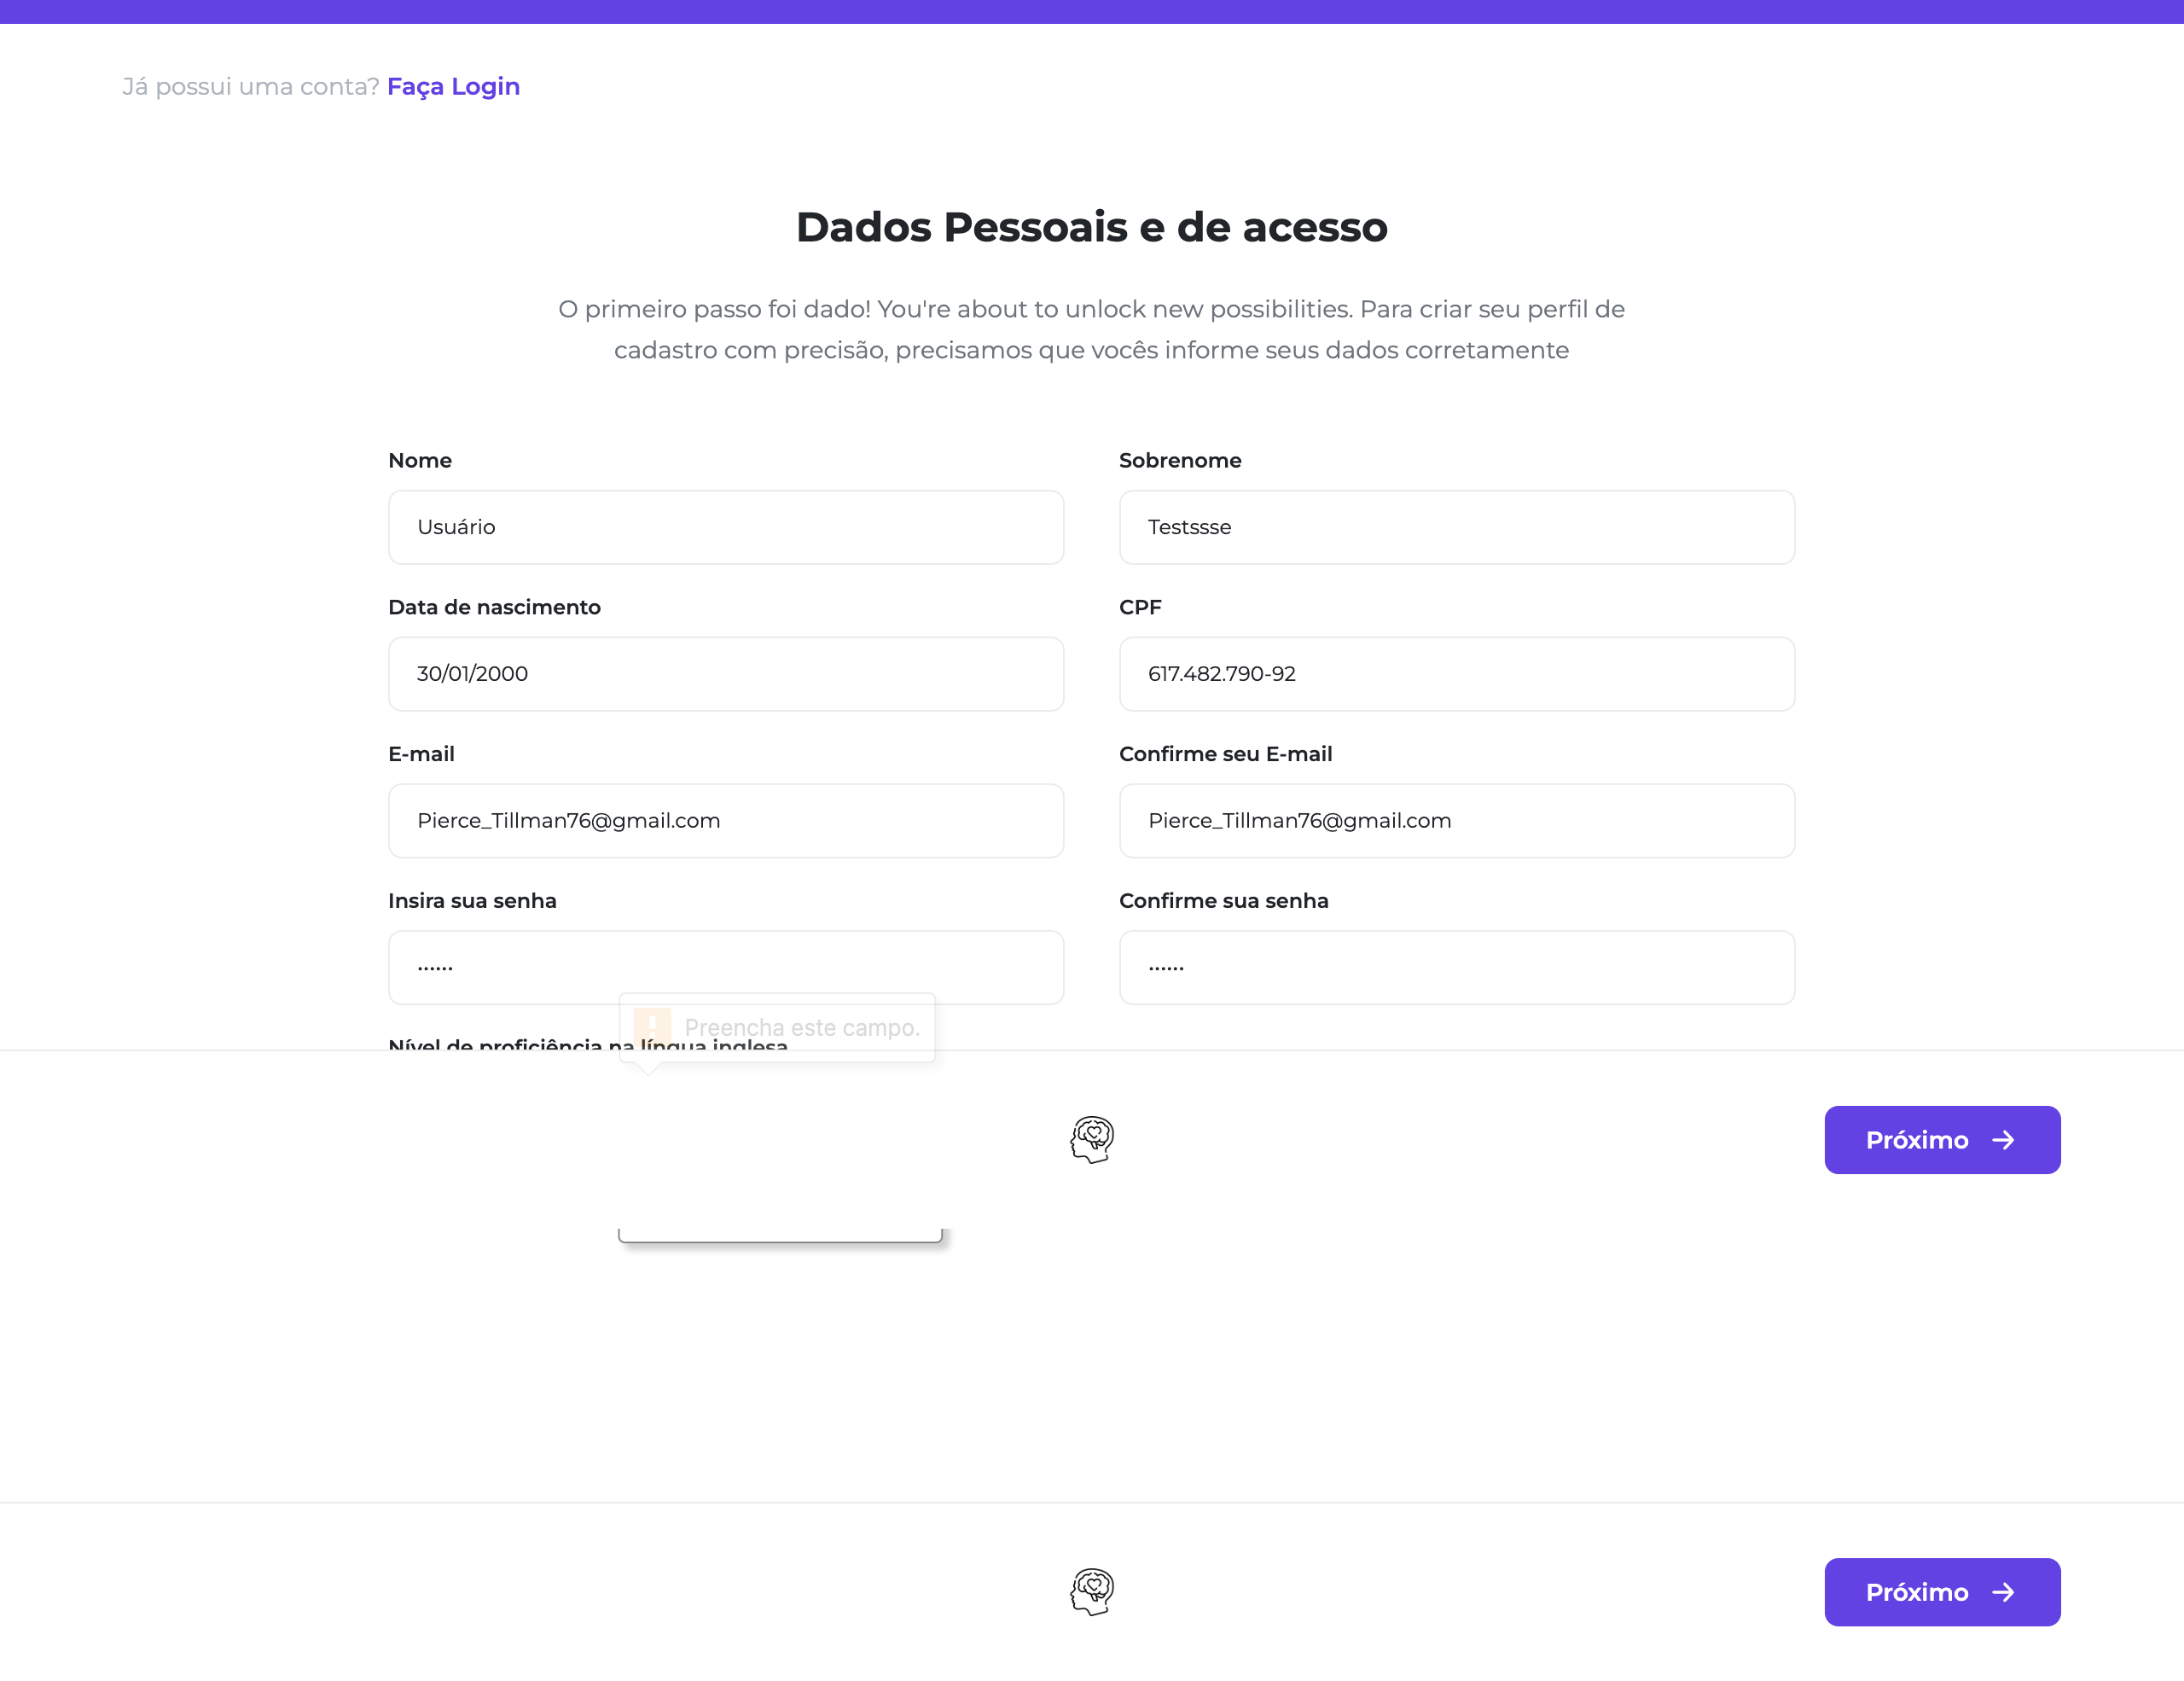 Já possui uma conta? Faça Login
Dados Pessoais e de acesso
O primeiro passo foi dado! You're about to unlock new possibilities. Para criar seu perfil de
cadastro com precisão, precisamos que vocês informe seus dados corretamente
Nome
Sobrenome
Usuário
Testssse
Data de nascimento
CPF
30/01/2000
617.482.790-92
E-mail
Confirme seu E-mail
Pierce_Tillman76@gmail.com
Pierce_Tillman76@gmail.com
Insira sua senha
Confirme sua senha
••••••
••••••
Preencha este campo.
Nível de proficiência na língua inglesa
Próximo →
Próximo →